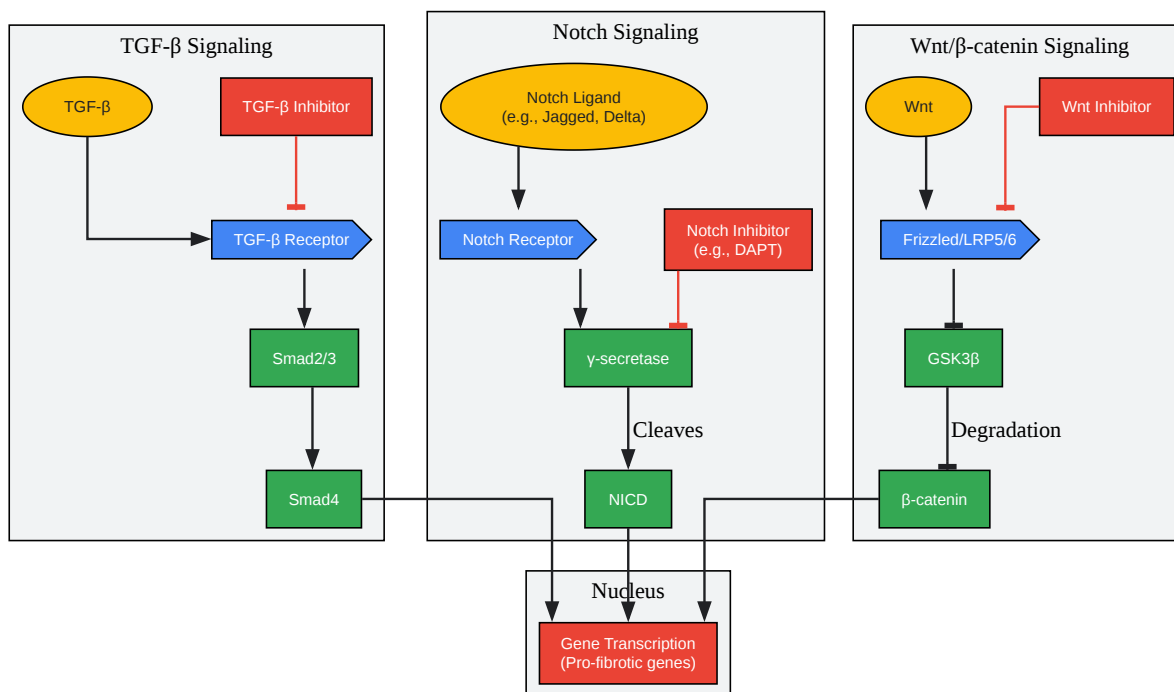 TGF-β Signaling
TGF-β
TGF-β Inhibitor
TGF-β Receptor
Smad2/3
Smad4
Notch Signaling
Notch Ligand
(e.g., Jagged, Delta)
Notch Receptor
Notch Inhibitor
(e.g., DAPT)
γ-secretase
Cleaves
NICD
Wnt/β-catenin Signaling
Wnt
Wnt Inhibitor
Frizzled/LRP5/6
GSK3β
Degradation
β-catenin
Nucleus
Gene Transcription
(Pro-fibrotic genes)